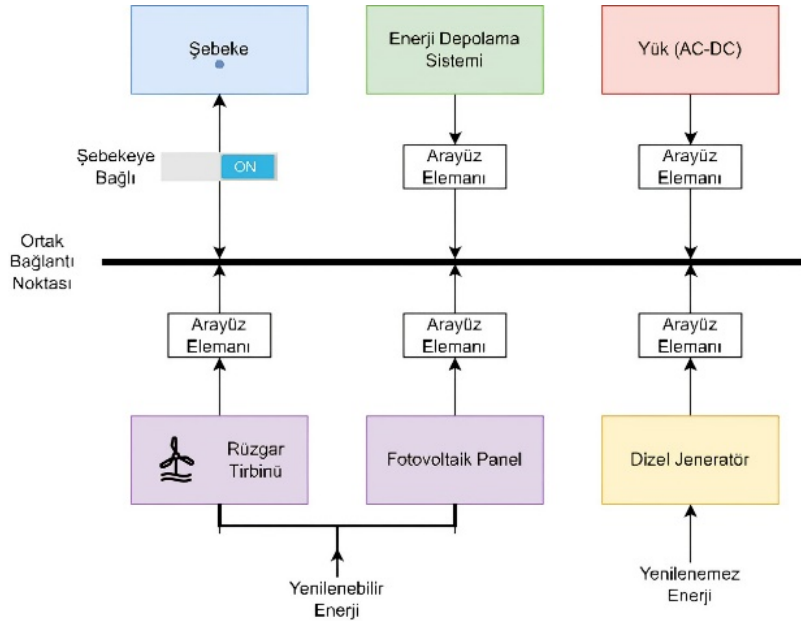 Şebeke
Enerji Depolama
Sistemi
Yük (AC-DC)
Şebekeye
Bağlı
ON
Arayüz
Elemanı
Arayüz
Elemanı
Ortak
Bağlantı
Noktası
Arayüz
Elemanı
Arayüz
Elemanı
Arayüz
Elemanı
Rüzgar
Tirbinü
Fotovoltaik Panel
Dizel Jeneratör
Yenilenebilir
Enerji
Yenilenemez
Enerji